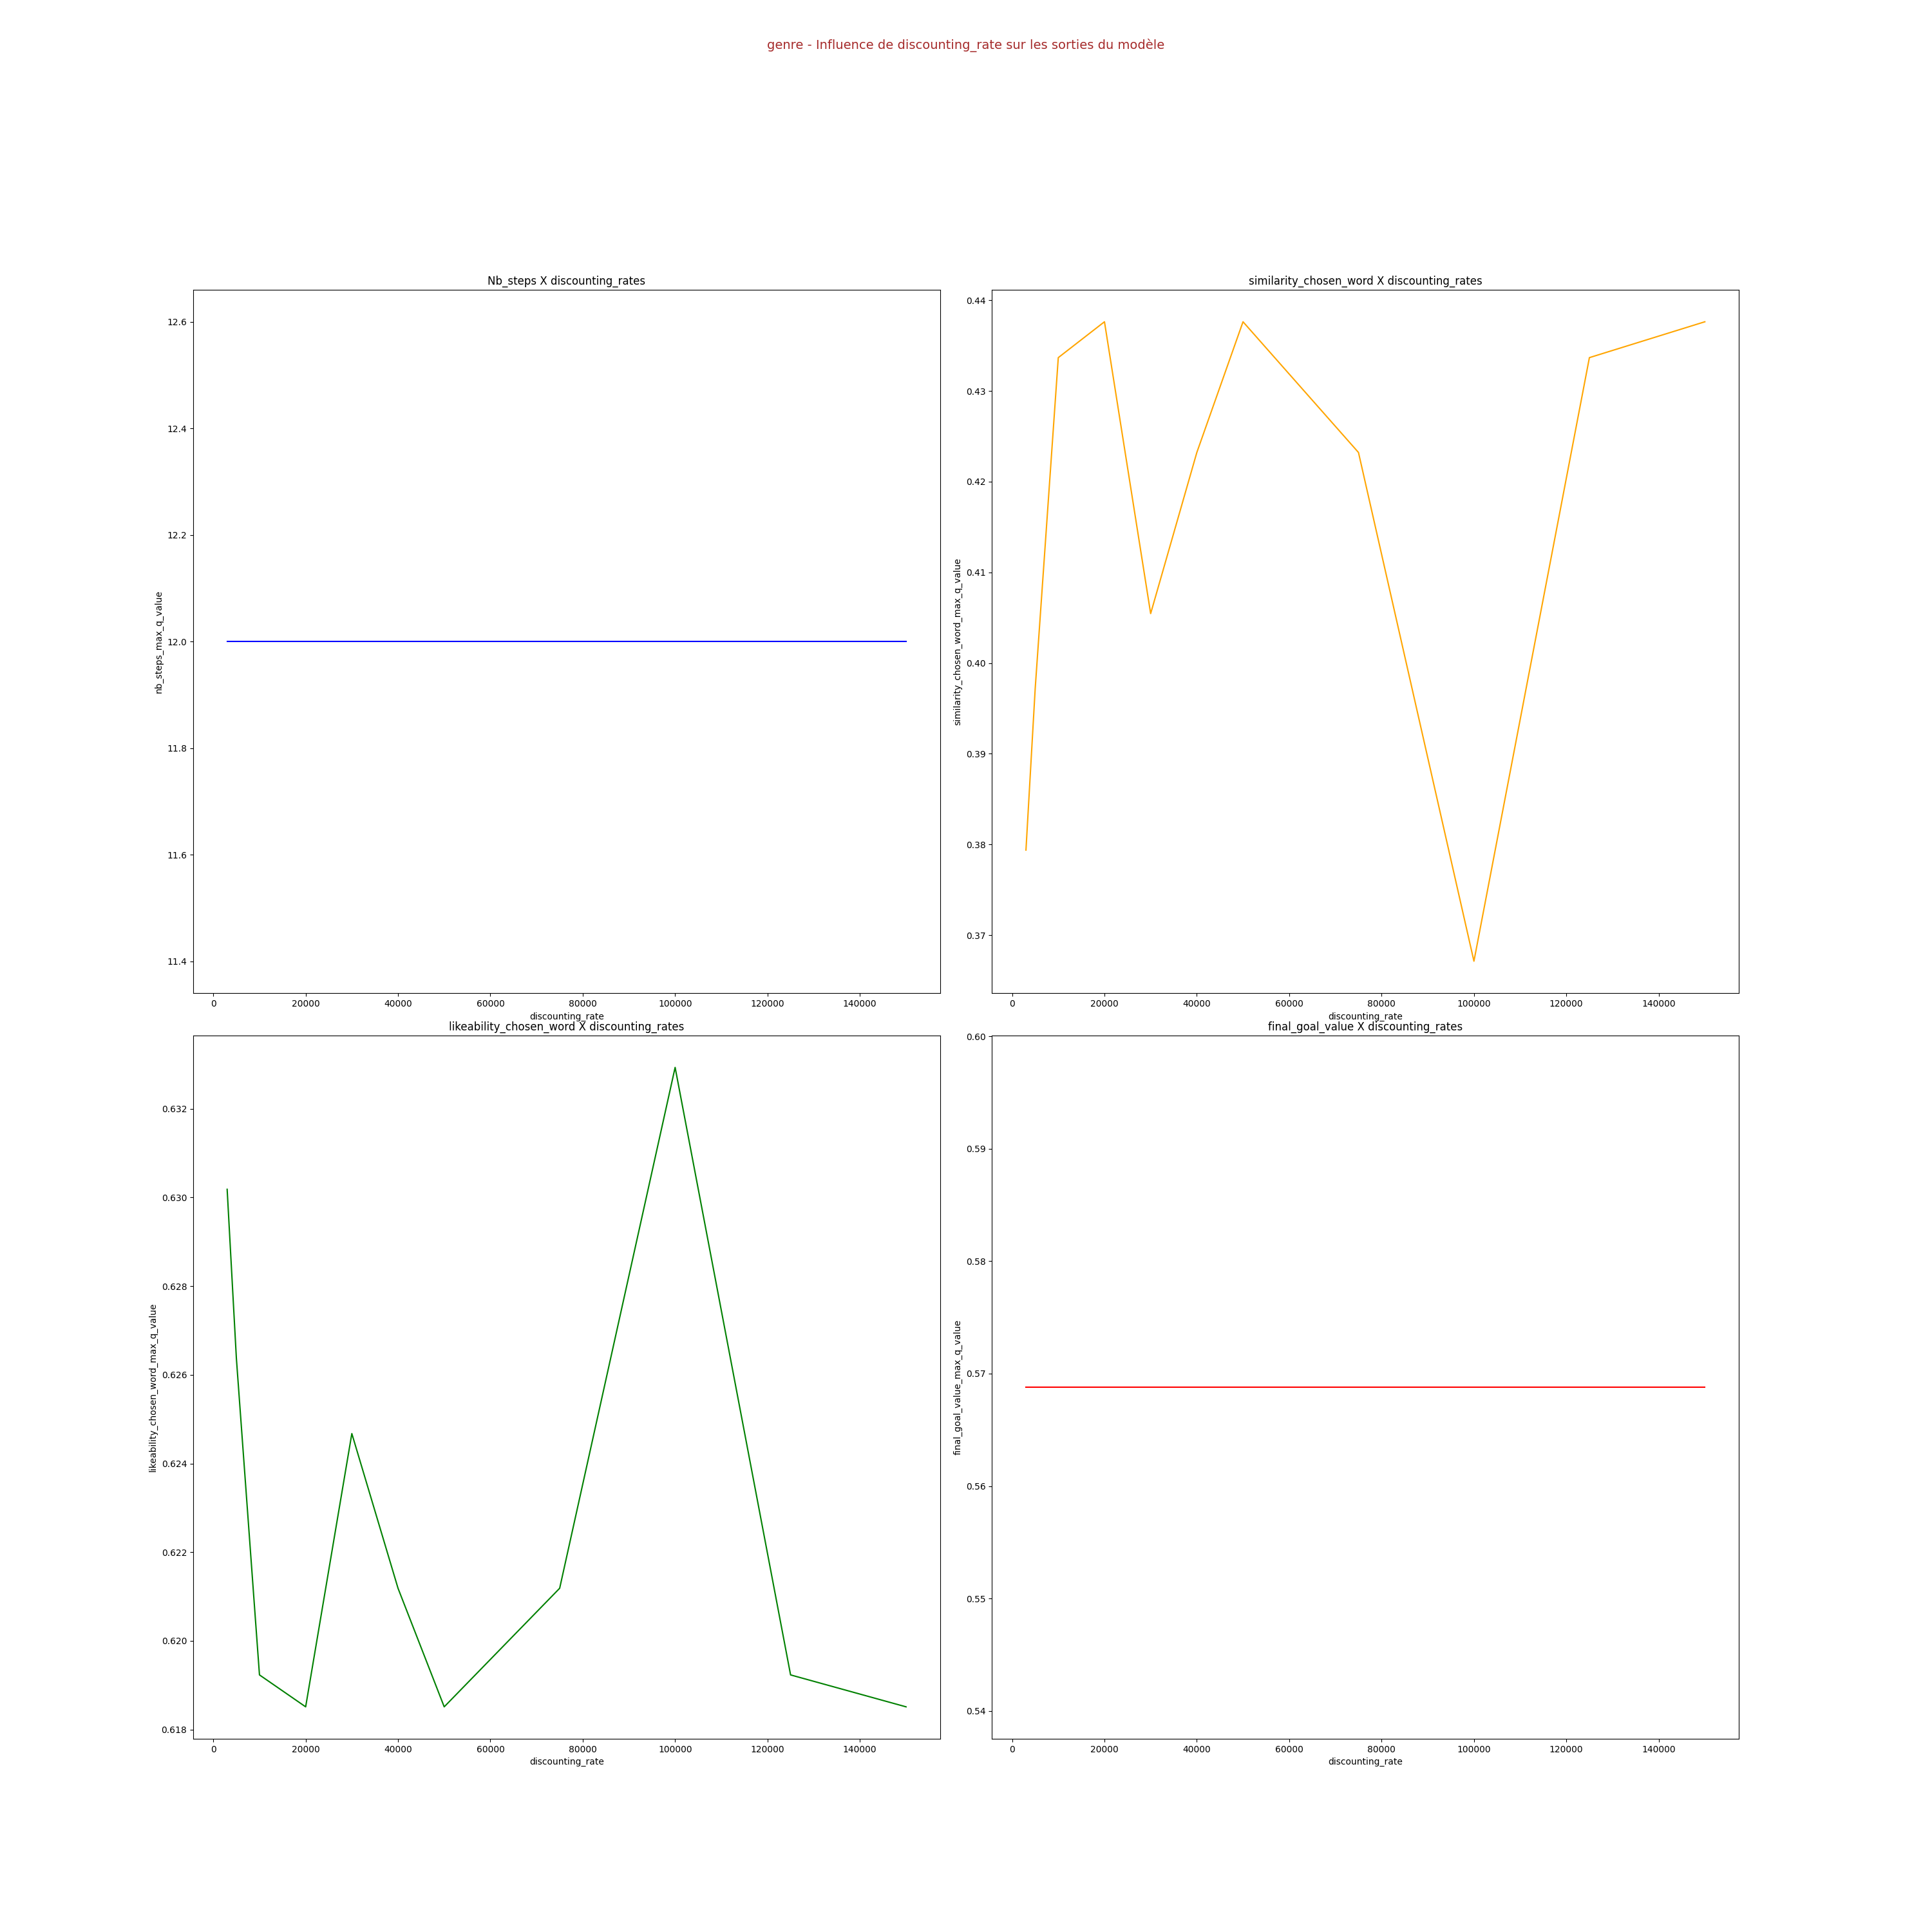 genre - Influence de discounting_rate sur les sorties du modèle
Nb_steps X discounting_rates
12.6
12.4
12.2
12.0
11.8
11.6
11.4
nb_steps_max_q_value
0 20000 40000 60000 80000 100000 120000 140000
discounting_rate
similarity_chosen_word X discounting_rates
0.44
0.43
0.42
0.41
0.40
0.39
0.38
0.37
similarity_chosen_word_max_q_value
0 20000 40000 60000 80000 100000 120000 140000
discounting_rate
likeability_chosen_word X discounting_rates
0.632
0.630
0.628
0.626
0.624
0.622
0.620
0.618
likeability_chosen_word_max_q_value
0 20000 40000 60000 80000 100000 120000 140000
discounting_rate
final_goal_value X discounting_rates
0.60
0.59
0.58
0.57
0.56
0.55
0.54
final_goal_value_max_q_value
0 20000 40000 60000 80000 100000 120000 140000
discounting_rate